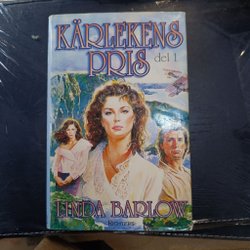 KÄRLEKENS
PRIS del 1
LINDA BARLOW
Roman